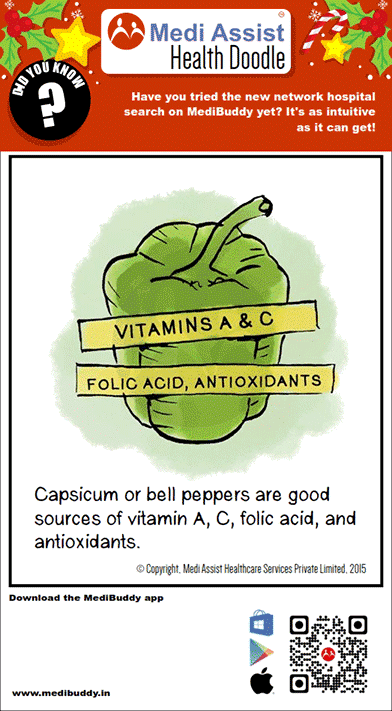 Medi Assist
Health Doodle
DID YOU KNOW
?
Have you tried the new network hospital
search on MediBuddy yet? It's as intuitive
as it can get!
VITAMINS A & C
FOLIC ACID, ANTIOXIDANTS
Capsicum or bell peppers are good
sources of vitamin A, C, folic acid, and
antioxidants.
© Copyright, Medi Assist Healthcare Services Private Limited, 2015
Download the MediBuddy app
www.medibuddy.in